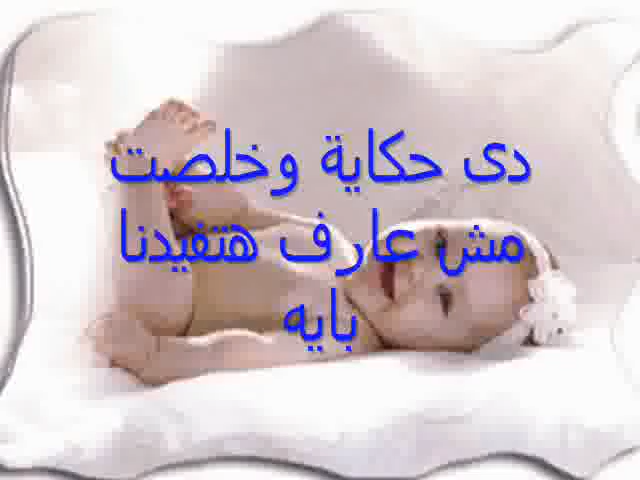 دى حكاية وخلصت
مش عارف هتفيدنا
بايه